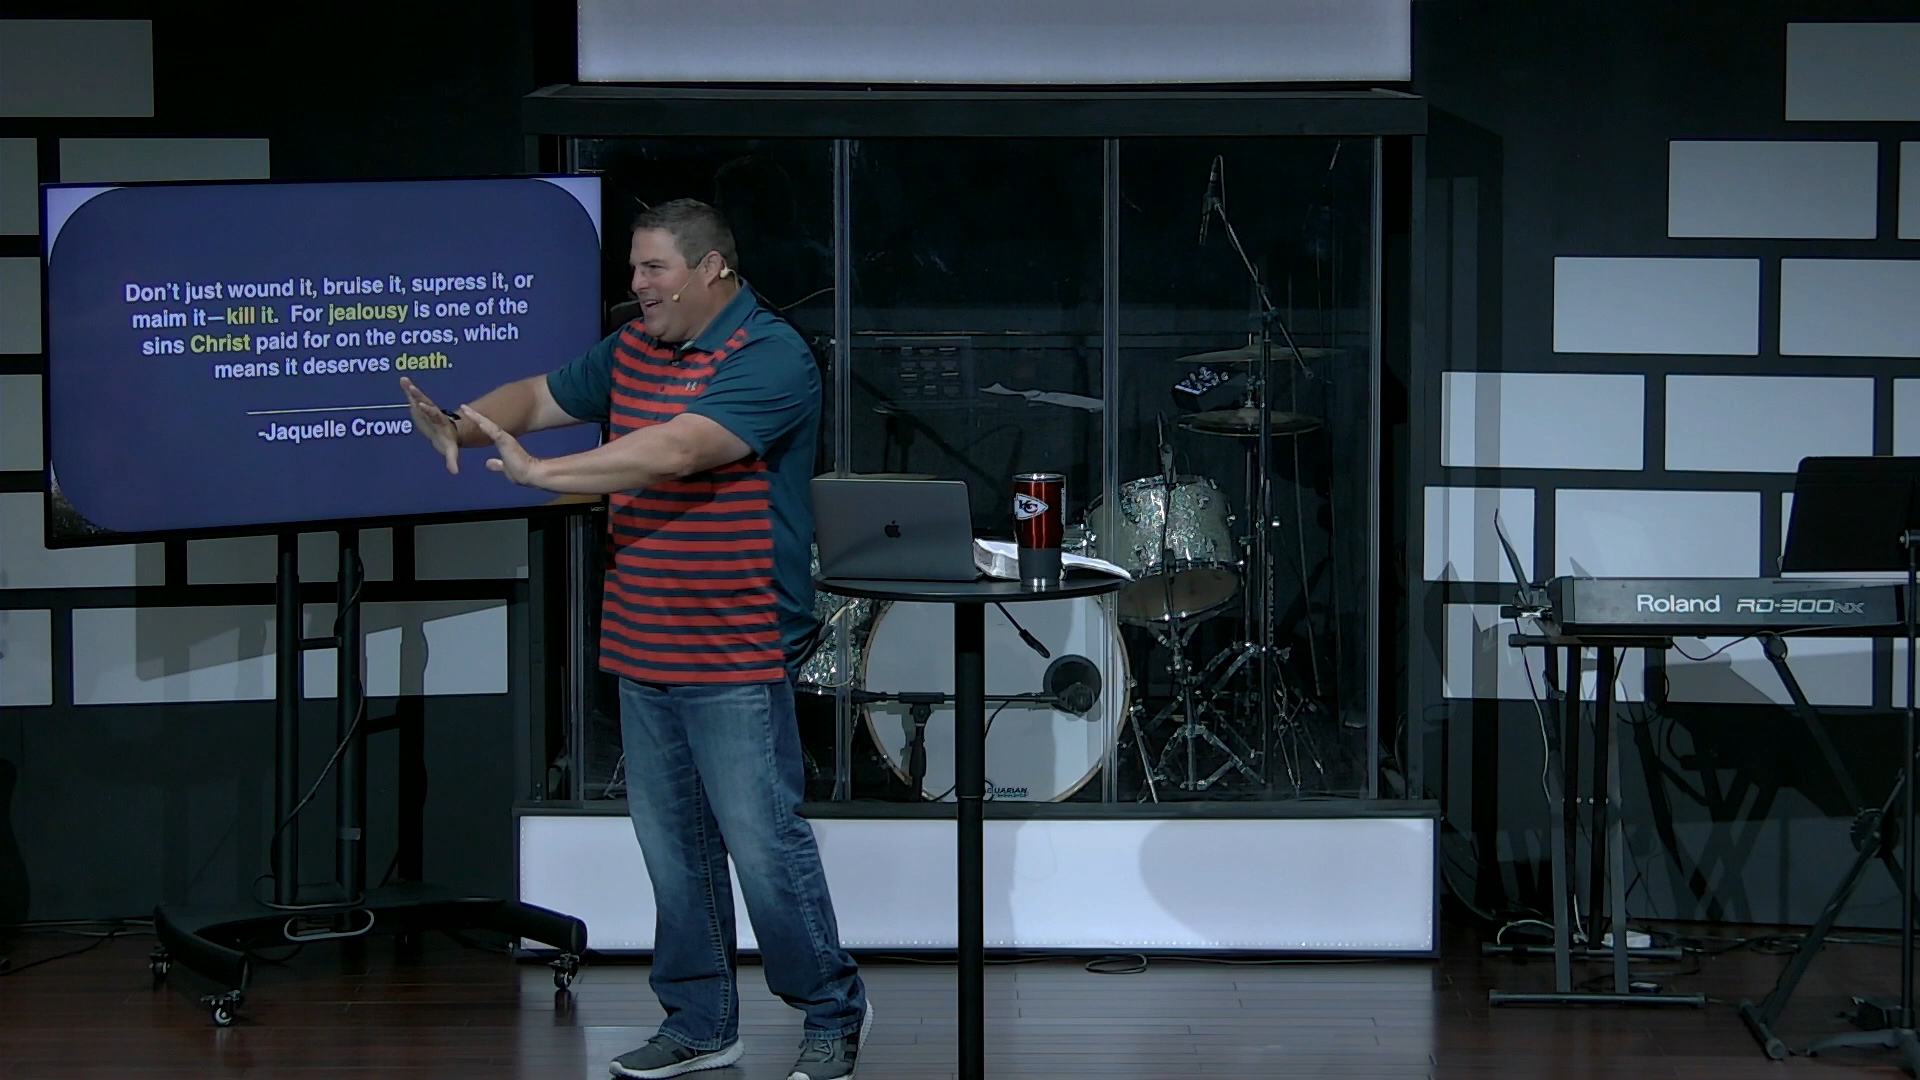 Don't just wound it, bruise it, supress it, or
maim it—kill it. For jealousy is one of the
sins Christ paid for on the cross, which
means it deserves death.
-Jaquelle Crowe
KC
Roland RD-300NX